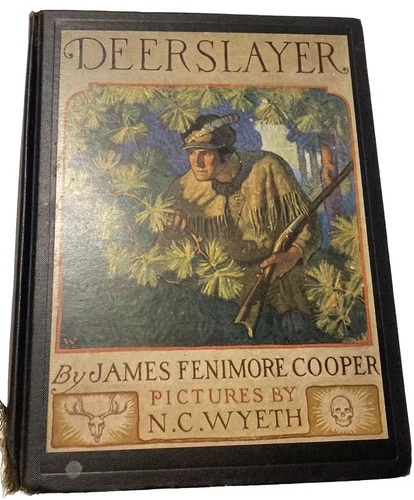 DEERSLAYER
W
By JAMES FENIMORE COOPER
PICTURES BY
N.C.WYETH